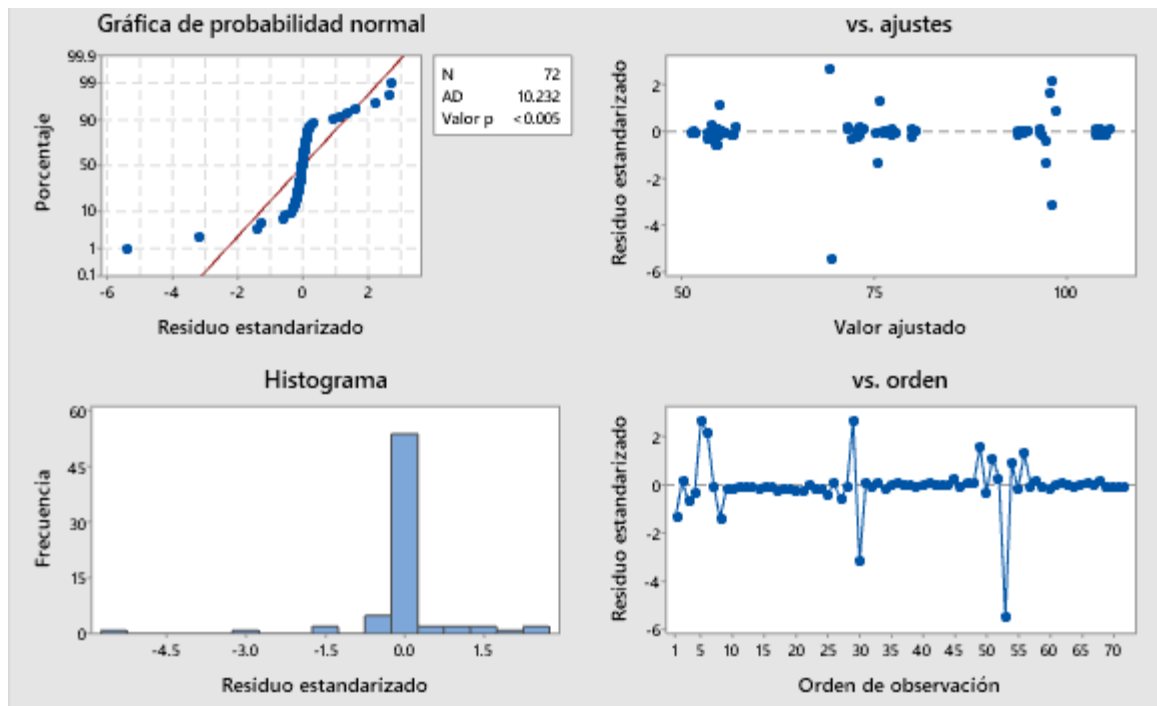 Gráfica de probabilidad normal
99.9
99
90
50
10
1
0.1
Porcentaje
-6 -4 -2 0 2
Residuo estandarizado
N 72
AD 10.232
Valor p <0.005
vs. ajustes
2
0
-2
-4
-6
Residuo estandarizado
50 75 100
Valor ajustado
Histograma
60
45
30
15
0
Frecuencia
-4.5 -3.0 -1.5 0.0 1.5
Residuo estandarizado
vs. orden
2
0
-2
-4
-6
Residuo estandarizado
1 5 10 15 20 25 30 35 40 45 50 55 60 65 70
Orden de observación